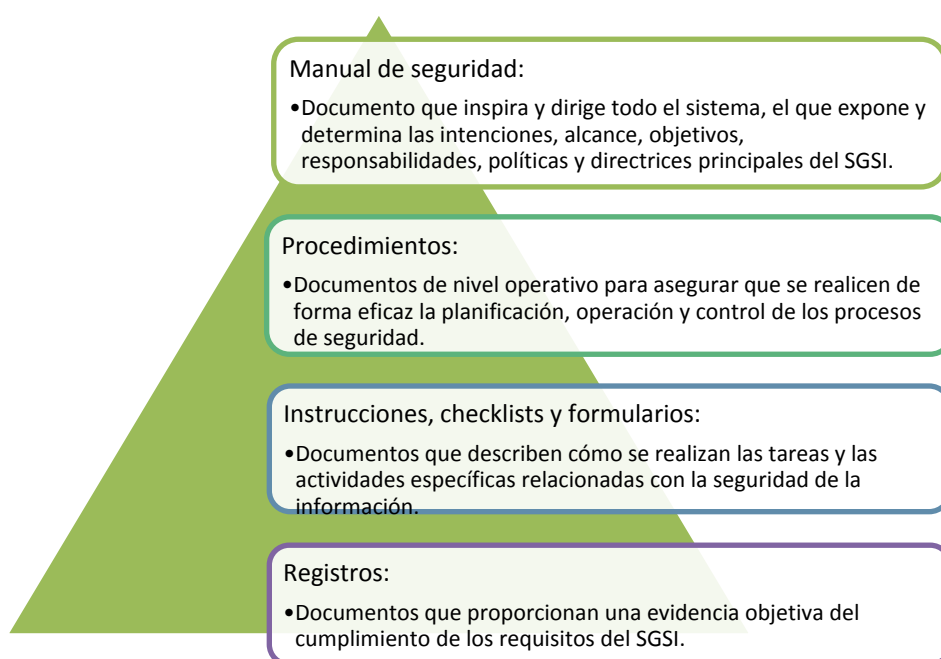 Manual de seguridad:
•Documento que inspira y dirige todo el sistema, el que expone y
determina las intenciones, alcance, objetivos,
responsabilidades, políticas y directrices principales del SGSI.
Procedimientos:
•Documentos de nivel operativo para asegurar que se realicen de
forma eficaz la planificación, operación y control de los procesos
de seguridad.
Instrucciones, checklists y formularios:
•Documentos que describen cómo se realizan las tareas y las
actividades específicas relacionadas con la seguridad de la
información.
Registros:
•Documentos que proporcionan una evidencia objetiva del
cumplimiento de los requisitos del SGSI.